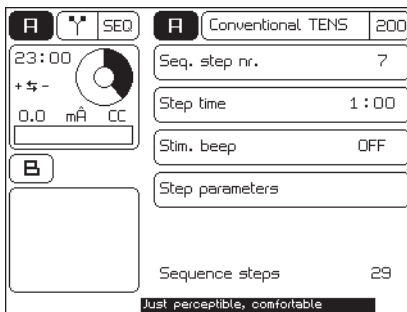 A SEQ A Conventional TENS 200
23:00
+ -
0.0 mÂ CC
B
Seq. step nr. 7
Step time 1:00
Stim. beep OFF
Step parameters
Sequence steps 29
Just perceptible, comfortable